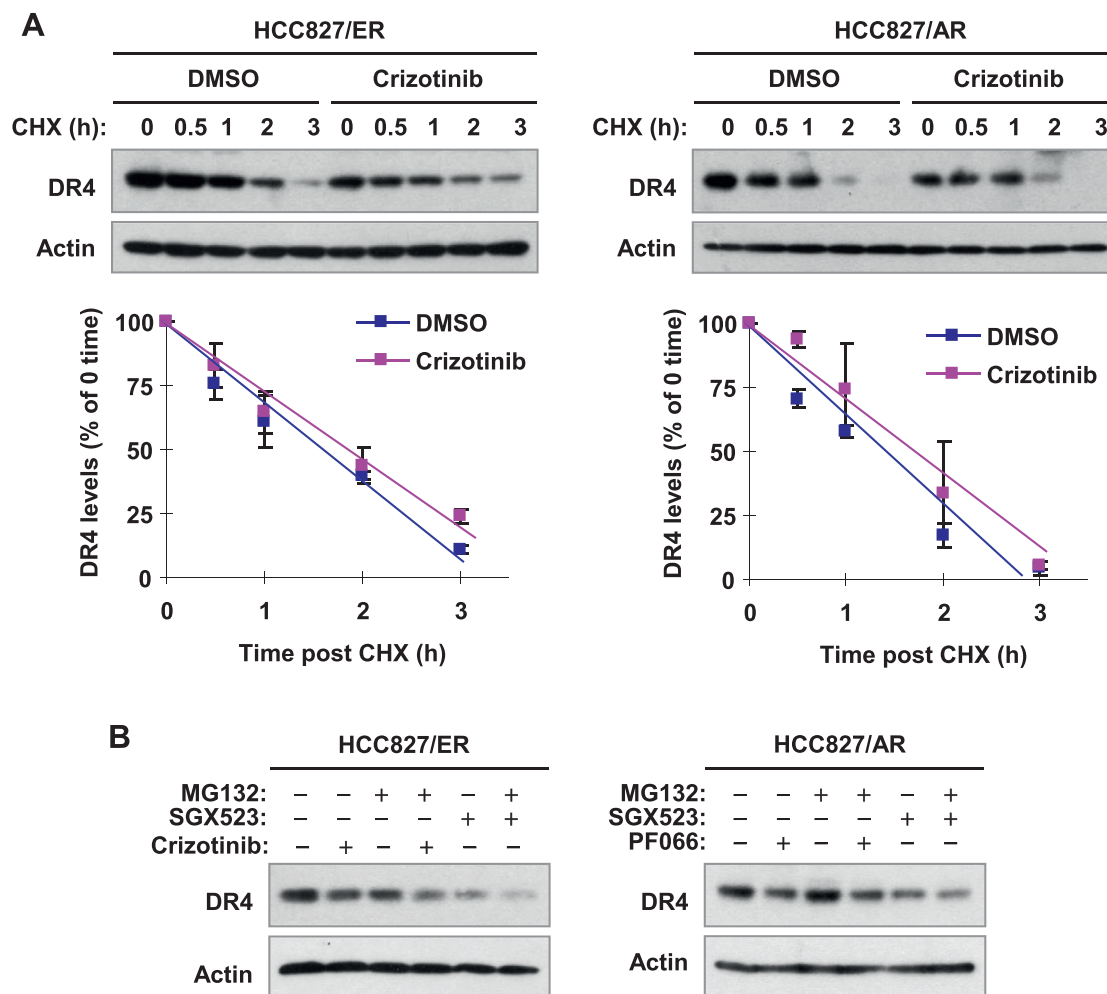 A
HCC827/ER
DMSO Crizotinib
CHX (h): 0 0.5 1 2 3 0 0.5 1 2 3
DR4
Actin
DR4 levels (% of 0 time)
100
75
50
25
0
DMSO
Crizotinib
0 1 2 3
Time post CHX (h)
HCC827/AR
DMSO Crizotinib
CHX (h): 0 0.5 1 2 3 0 0.5 1 2 3
DR4
Actin
DR4 levels (% of 0 time)
100
75
50
25
0
DMSO
Crizotinib
0 1 2 3
Time post CHX (h)
B
HCC827/ER
MG132: – – + + – +
SGX523: – – – – + +
Crizotinib: – + – + – –
DR4
Actin
HCC827/AR
MG132: – – + + – +
SGX523: – – – – + +
PF066: – + – + – –
DR4
Actin